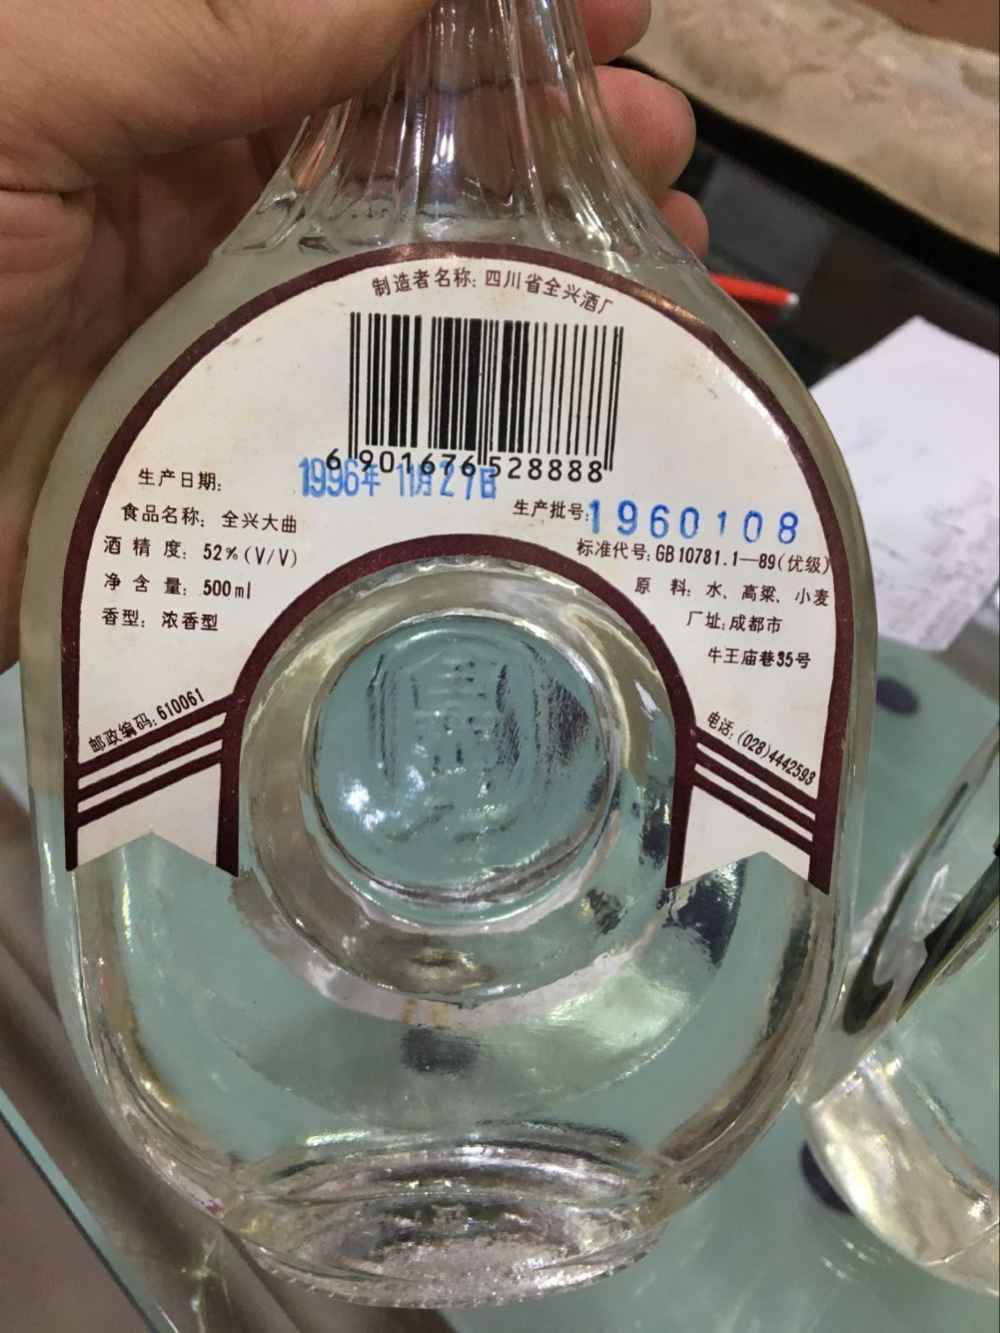 制造者名称: 四川省全兴酒厂
6 901676 528888
生产日期: 1996年 11月27日
生产批号: 1960108
食品名称: 全兴大曲
标准代号: GB10781.1—89(优级)
酒 精 度: 52%(V/V)
原 料: 水、高粱、小麦
净 含 量: 500ml
厂址: 成都市
香型: 浓香型
牛王庙巷35号
邮政编码: 610061
电话: (028)4442593